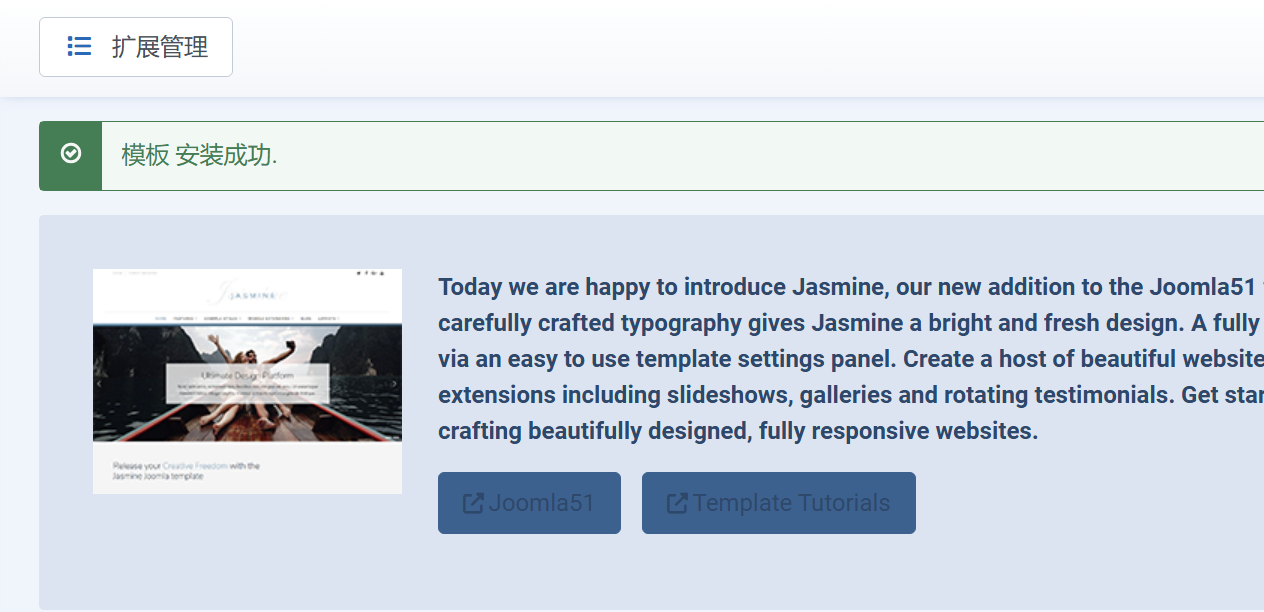 扩展管理
模板 安装成功.
Today we are happy to introduce Jasmine, our new addition to the Joomla51
carefully crafted typography gives Jasmine a bright and fresh design. A fully
via an easy to use template settings panel. Create a host of beautiful website
extensions including slideshows, galleries and rotating testimonials. Get star
crafting beautifully designed, fully responsive websites.
JASMINE
Ultimate Design Platform
Release your Creative Freedom with the
Jasmine Joomla template
Joomla51
Template Tutorials